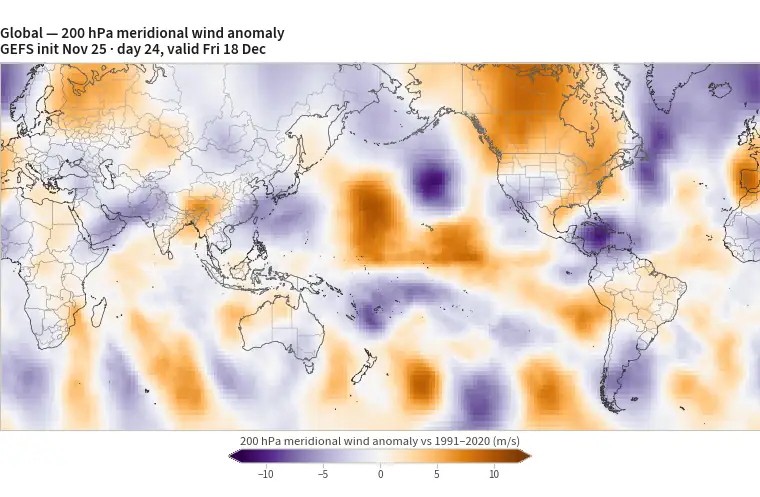 Global — 200 hPa meridional wind anomaly
GEFS init Nov 25 · day 24, valid Fri 18 Dec
200 hPa meridional wind anomaly vs 1991–2020 (m/s)
−10 −5 0 5 10